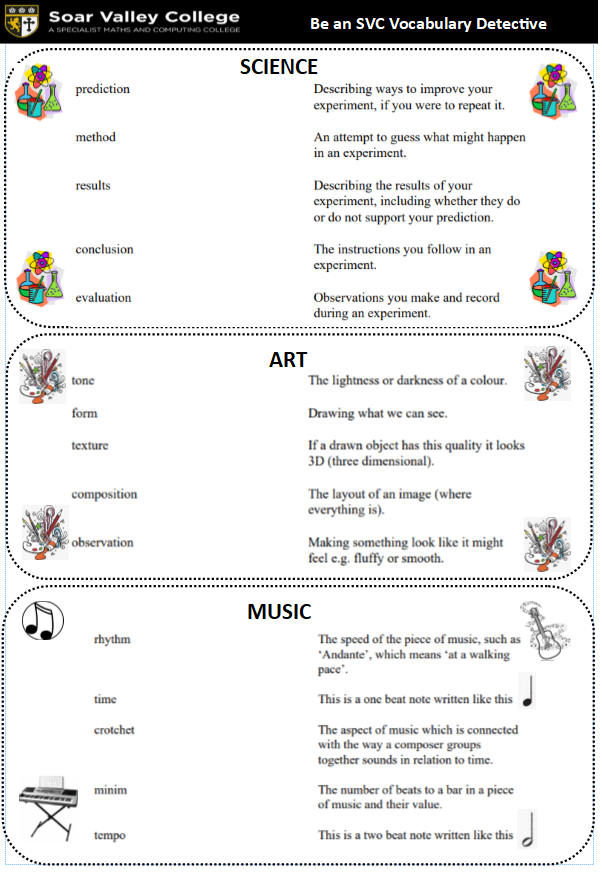 Soar Valley College
A SPECIALIST MATHS AND COMPUTING COLLEGE
Be an SVC Vocabulary Detective
SCIENCE
prediction
Describing ways to improve your
experiment, if you were to repeat it.
method
An attempt to guess what might happen
in an experiment.
results
Describing the results of your
experiment, including whether they do
or do not support your prediction.
conclusion
The instructions you follow in an
experiment.
evaluation
Observations you make and record
during an experiment.
ART
tone
The lightness or darkness of a colour.
form
Drawing what we can see.
texture
If a drawn object has this quality it looks
3D (three dimensional).
composition
The layout of an image (where
everything is).
observation
Making something look like it might
feel e.g. fluffy or smooth.
MUSIC
rhythm
The speed of the piece of music, such as
‘Andante’, which means ‘at a walking
pace’.
time
This is a one beat note written like this
crotchet
The aspect of music which is connected
with the way a composer groups
together sounds in relation to time.
minim
The number of beats to a bar in a piece
of music and their value.
tempo
This is a two beat note written like this